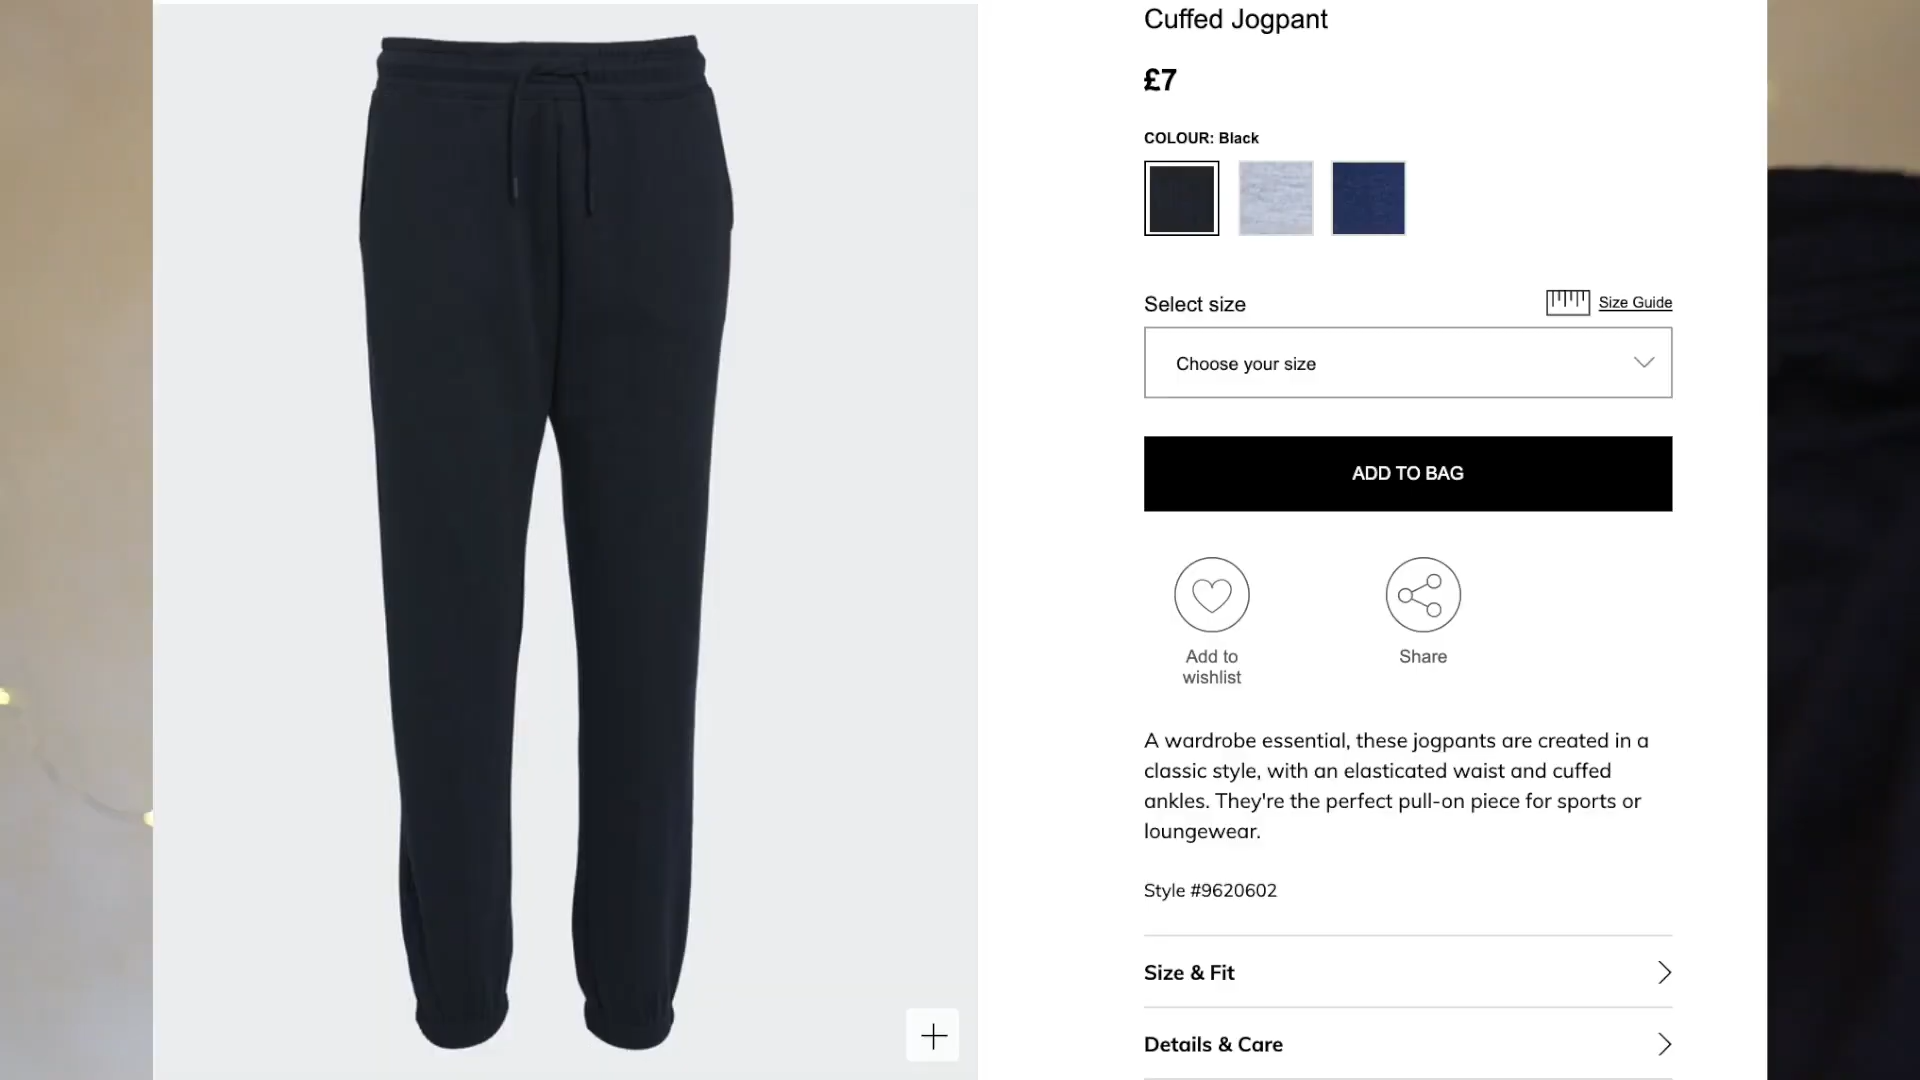 Cuffed Jogpant
£7
COLOUR: Black
Select size
Size Guide
Choose your size
ADD TO BAG
Add to
wishlist
Share
A wardrobe essential, these jogpants are created in a
classic style, with an elasticated waist and cuffed
ankles. They're the perfect pull-on piece for sports or
loungewear.
Style #9620602
Size & Fit
Details & Care